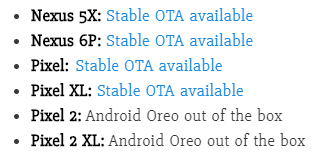 Nexus 5X: Stable OTA available
Nexus 6P: Stable OTA available
Pixel: Stable OTA available
Pixel XL: Stable OTA available
Pixel 2: Android Oreo out of the box
Pixel 2 XL: Android Oreo out of the box